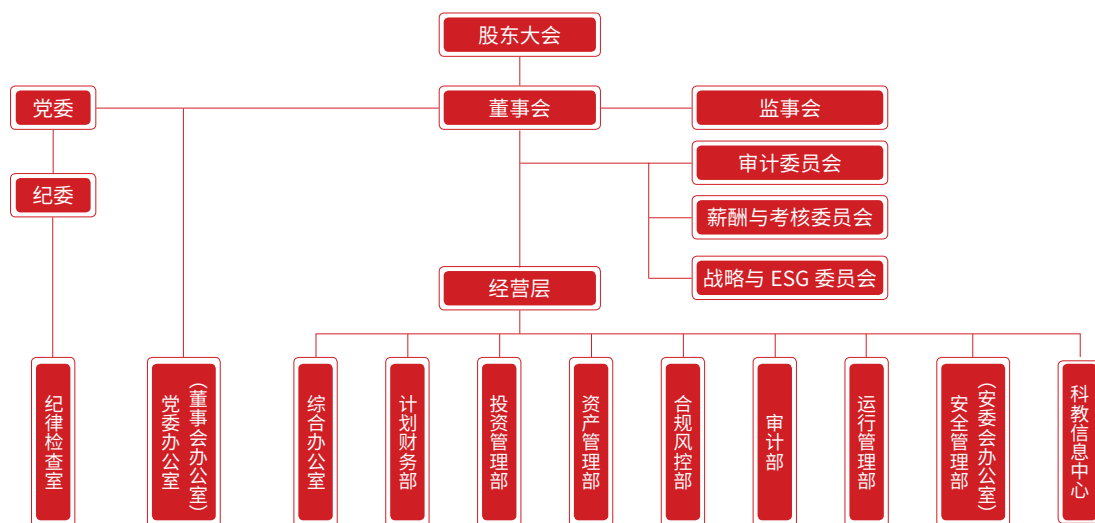 股东大会
党委
董事会
监事会
审计委员会
纪委
薪酬与考核委员会
战略与 ESG 委员会
经营层
纪律检查室
党委办公室
（董事会办公室）
综合办公室
计划财务部
投资管理部
资产管理部
合规风控部
审计部
运行管理部
安全管理部
（安委会办公室）
科教信息中心